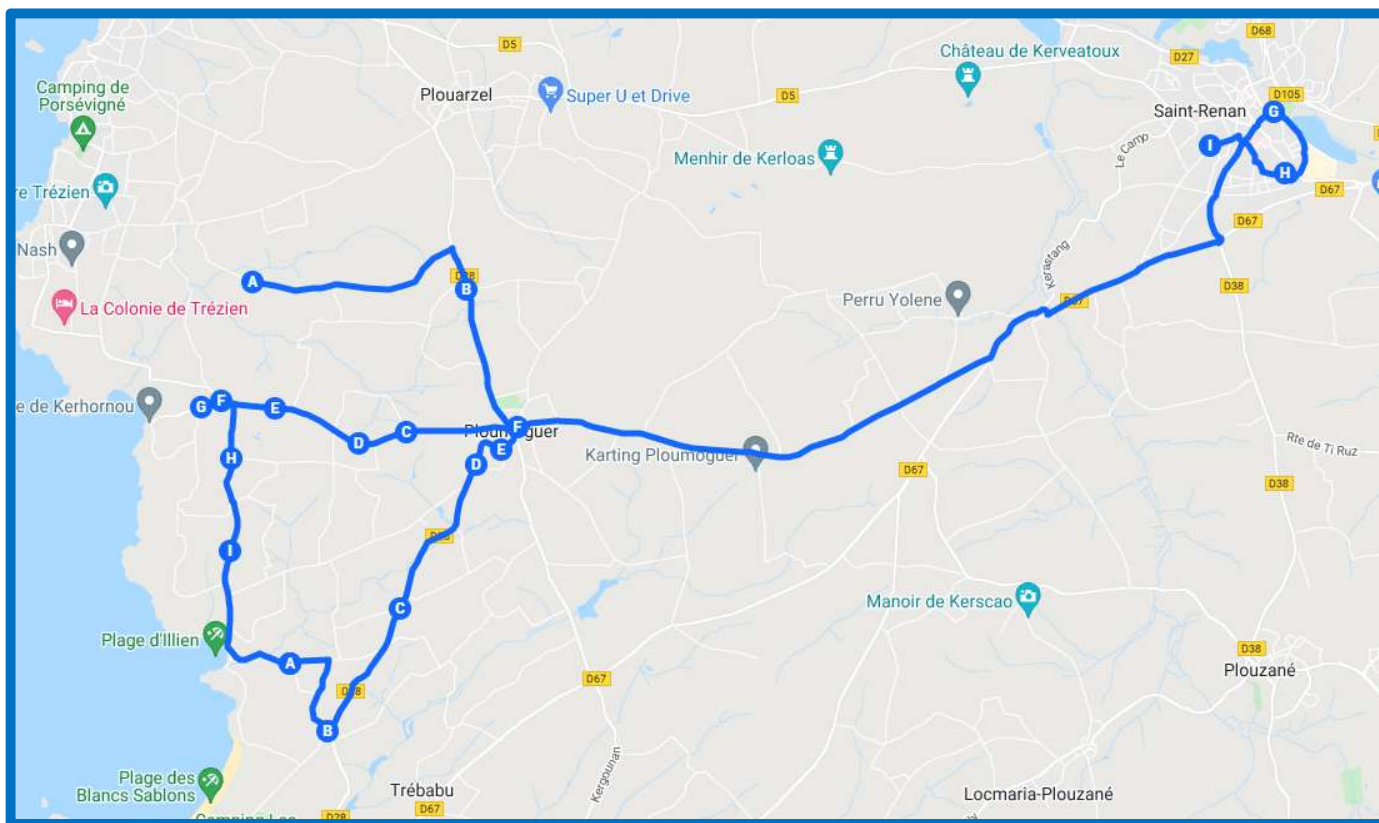 D68
D5
Château de Kerveatoux
D27
Camping de
Porsévigné
Plouarzel
Super U et Drive
D5
D105
Saint-Renan
G
I
Le Camp
Menhir de Kerloas
H
re Trézien
D67
D67
Nash
Kerastang
A
B
D38
La Colonie de Trézien
Perru Yolene
e de Kerhornou
G
F
E
D
C
F
Ploumoguer
E
D
H
Karting Ploumoguer
D67
Rte de Ti Ruz
D38
I
C
Manoir de Kerscao
Plage d'Illien
A
D38
Plouzané
D67
B
Kergounan
Plage des
Blancs Sablons
Trébabu
D67
Locmaria-Plouzané
D28